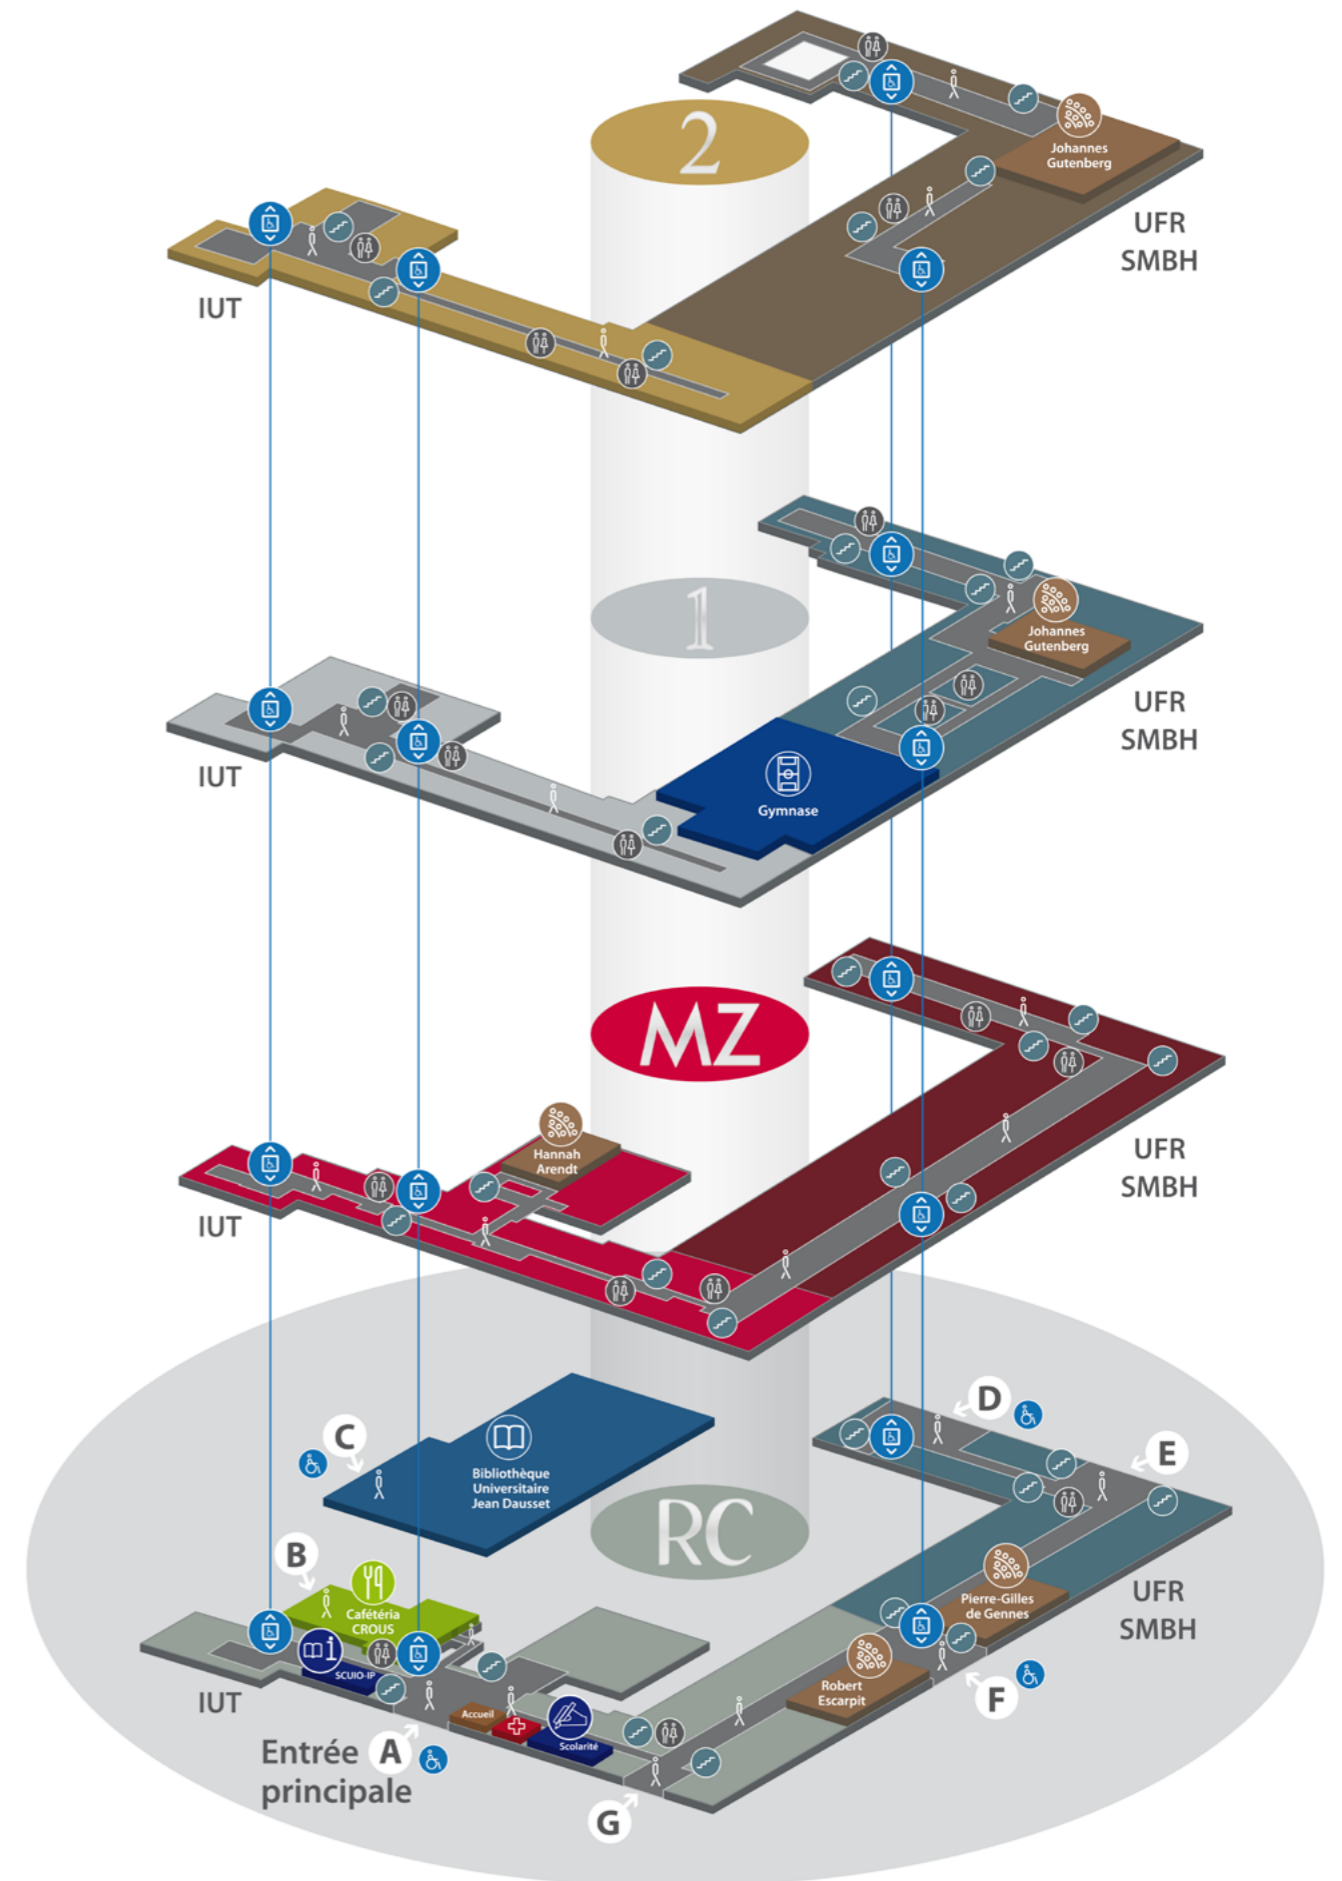 2
Johannes
Gutenberg
UFR
SMBH
IUT
1
Johannes
Gutenberg
UFR
SMBH
IUT
Gymnase
MZ
Hannah
Arendt
UFR
SMBH
IUT
D
C
E
Bibliothèque
Universitaire
Jean Dausset
RC
B
Cafétéria
CROUS
Pierre-Gilles
de Gennes
UFR
SMBH
SCUIO-IP
Robert
Escarpit
F
IUT
Accueil
Scolarité
Entrée
principale
A
G